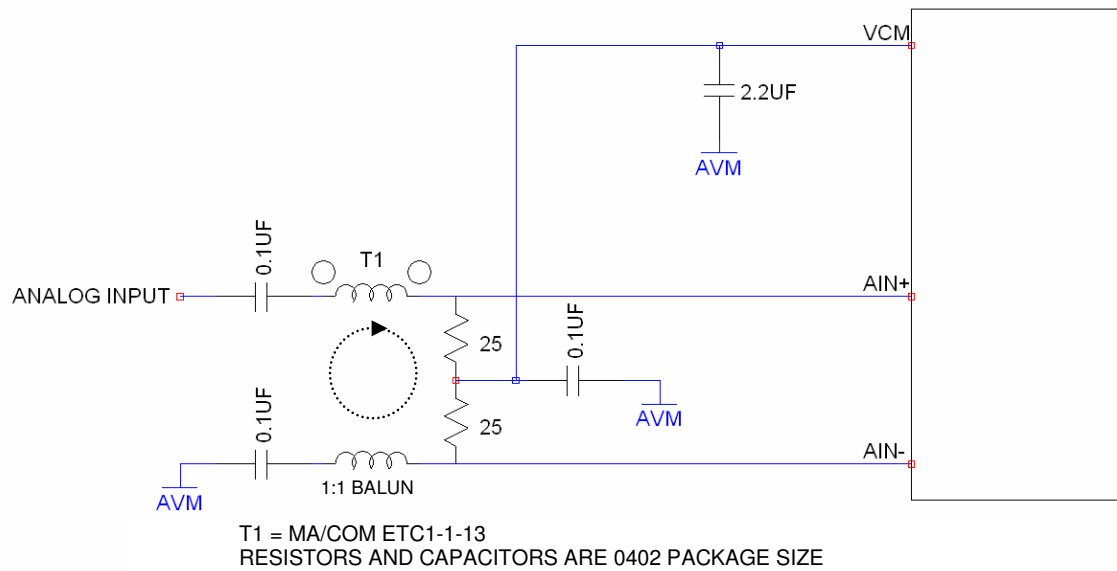 VCM
2.2UF
AVM
0.1UF
T1
ANALOG INPUT
AIN+
25
0.1UF
AVM
0.1UF
25
AIN-
AVM
1:1 BALUN
T1 = MA/COM ETC1-1-13
RESISTORS AND CAPACITORS ARE 0402 PACKAGE SIZE